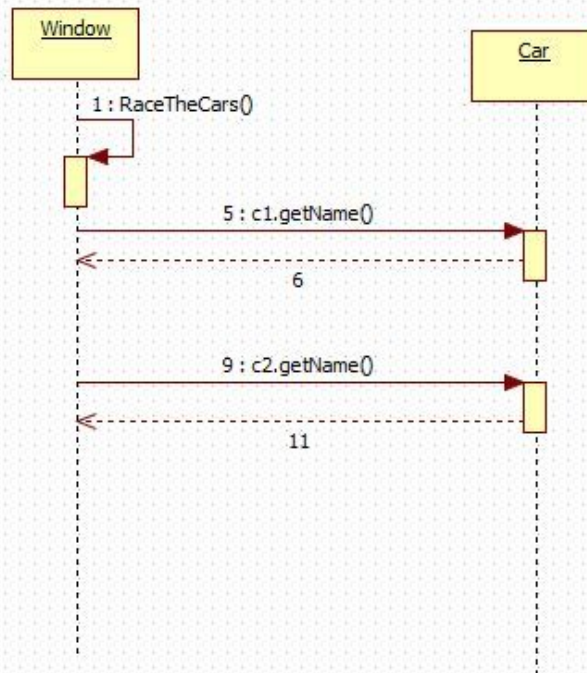 Window
Car
1 : RaceTheCars()
5 : c1.getName()
6
9 : c2.getName()
11